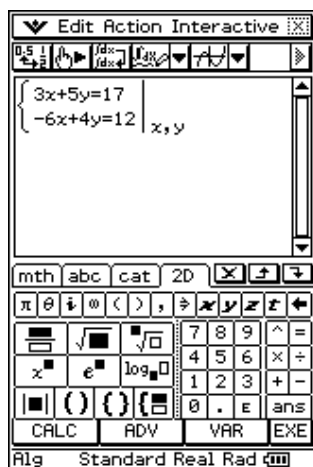 Edit Action Interactive
3x+5y=17
-6x+4y=12
x,y
mth abc cat 2D
π θ i ∞ ( ) , ⇒ x y z t ←
√■ ■√□ 7 8 9 ^ =
x■ e■ log■□ 4 5 6 × ÷
1 2 3 + -
|■| () {} {■ 0 . E ans
CALC ADV VAR EXE
Alg Standard Real Rad